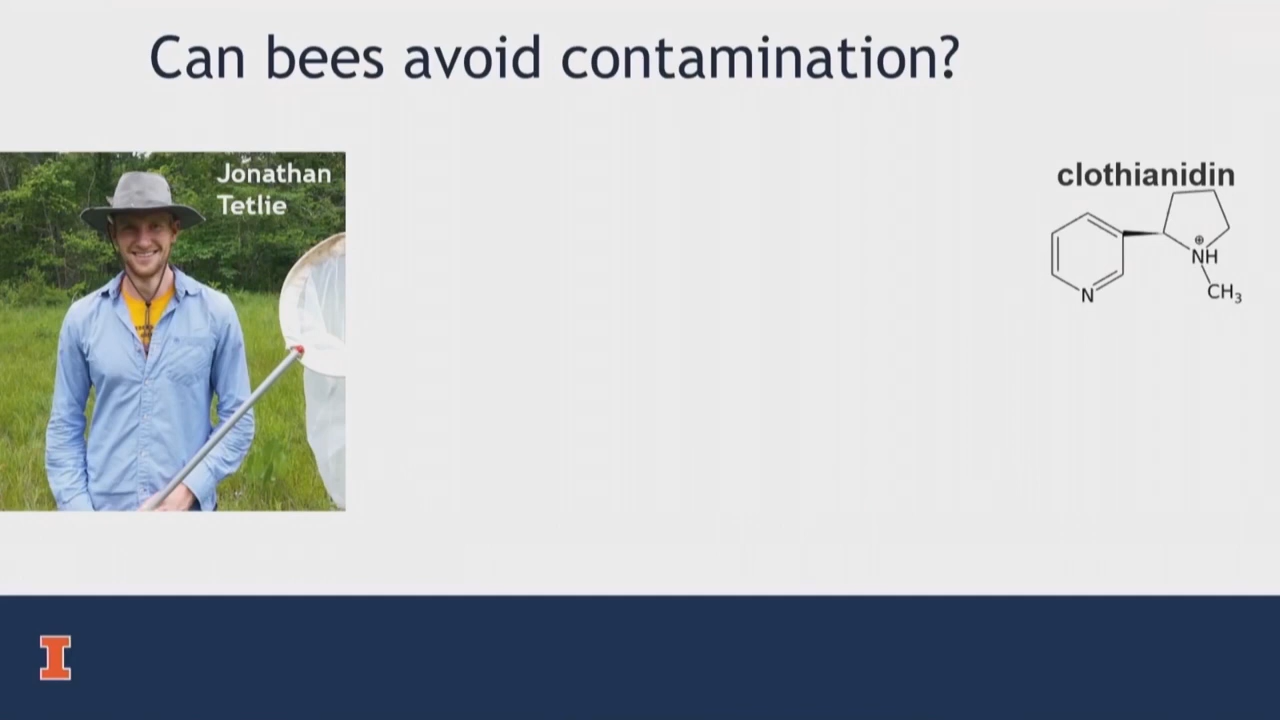 Can bees avoid contamination?
Jonathan
Tetlie
clothianidin
NH
CH3
N
I